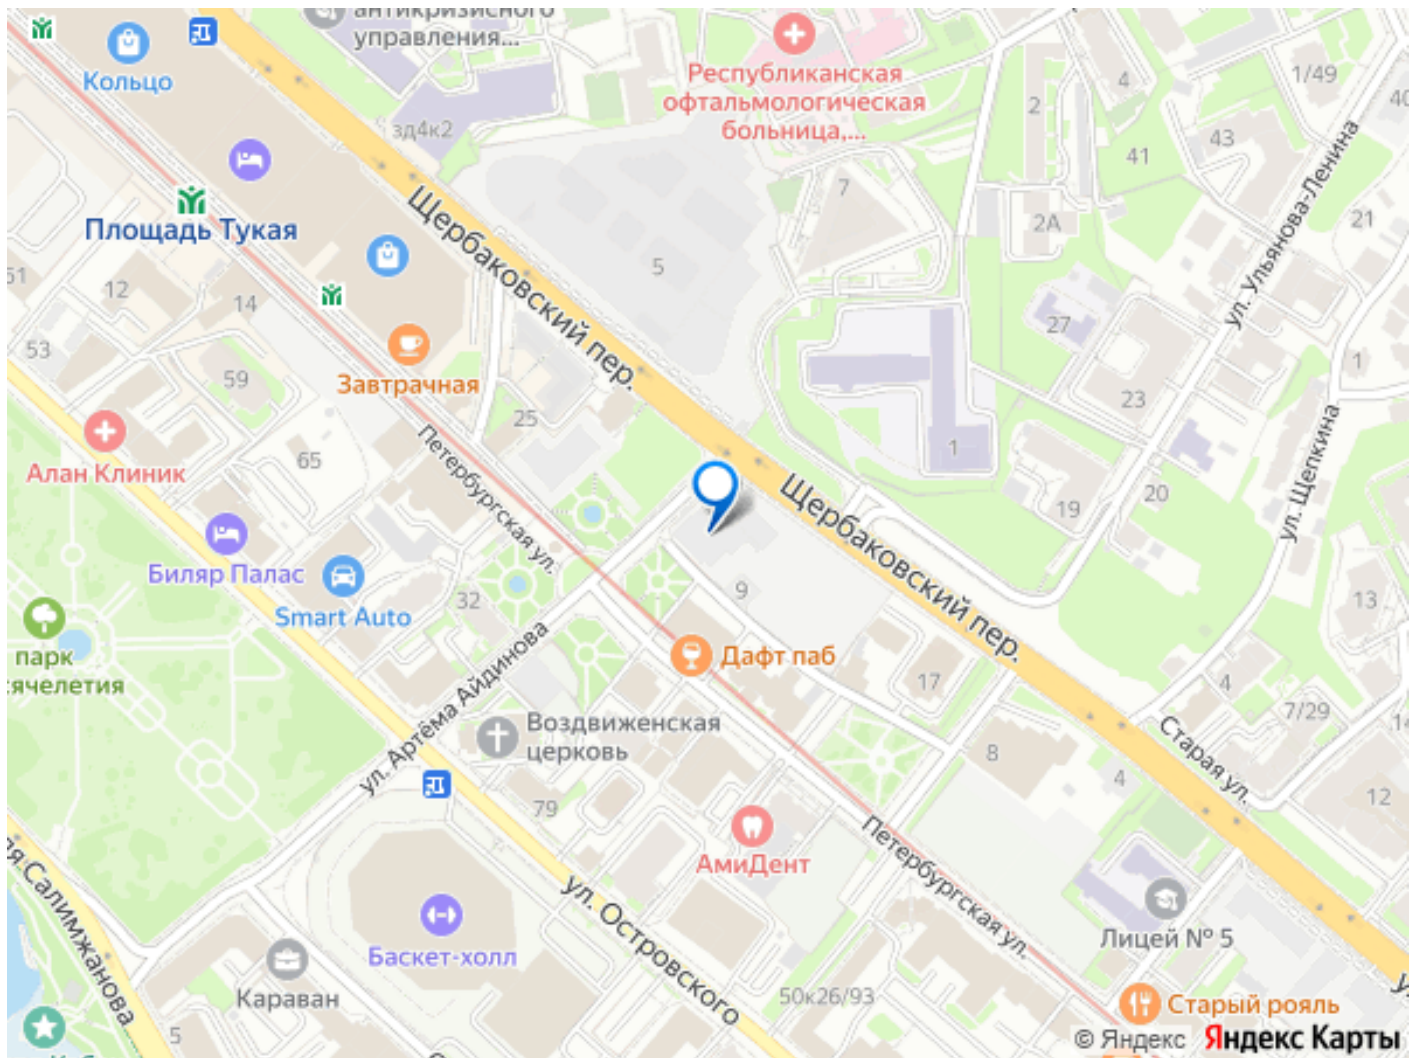 антикризисного
управления...
Кольцо
Республиканская
офтальмологическая
больница,...
4
1/49
2
зд4к2
43
41
7
2А
21
ул. Ульянова-Ленина
Площадь Тукая
Щербаковский пер.
5
51
12
14
27
53
59
Завтрачная
25
23
1
1
Алан Клиник
65
Петербургская ул.
19
20
ул. Щепкина
Щербаковский пер.
Биляр Палас
Smart Auto
32
9
13
парк
ячелетия
ул. Артёма Айдинова
Дафт паб
17
4
7/29
Воздвиженская
церковь
8
4
Старая ул.
12
79
АмиДент
Петербургская ул.
Салимжанова
ул. Островского
Баскет-холл
Лицей № 5
Караван
5
50к26/93
Старый рояль
© Яндекс Яндекс Карты